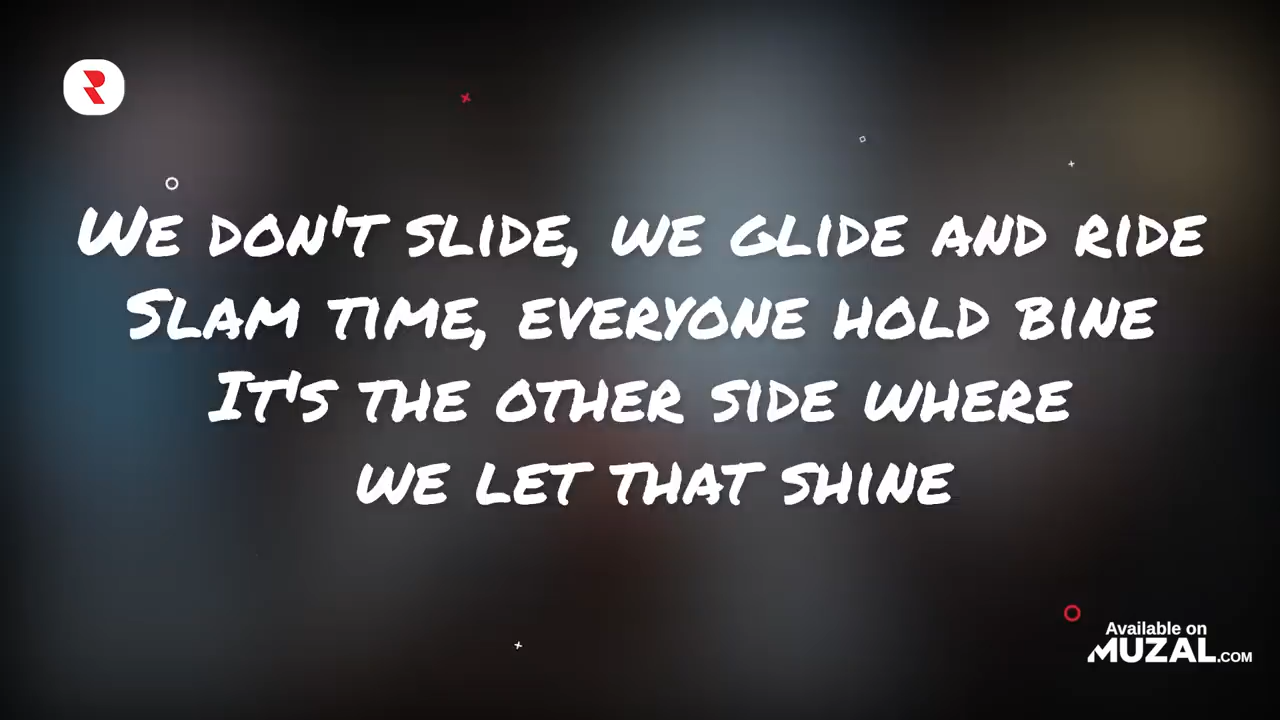 We don't slide, we glide and ride
Slam time, everyone hold bine
It's the other side where
we let that shine
Available on
MUZAL.COM